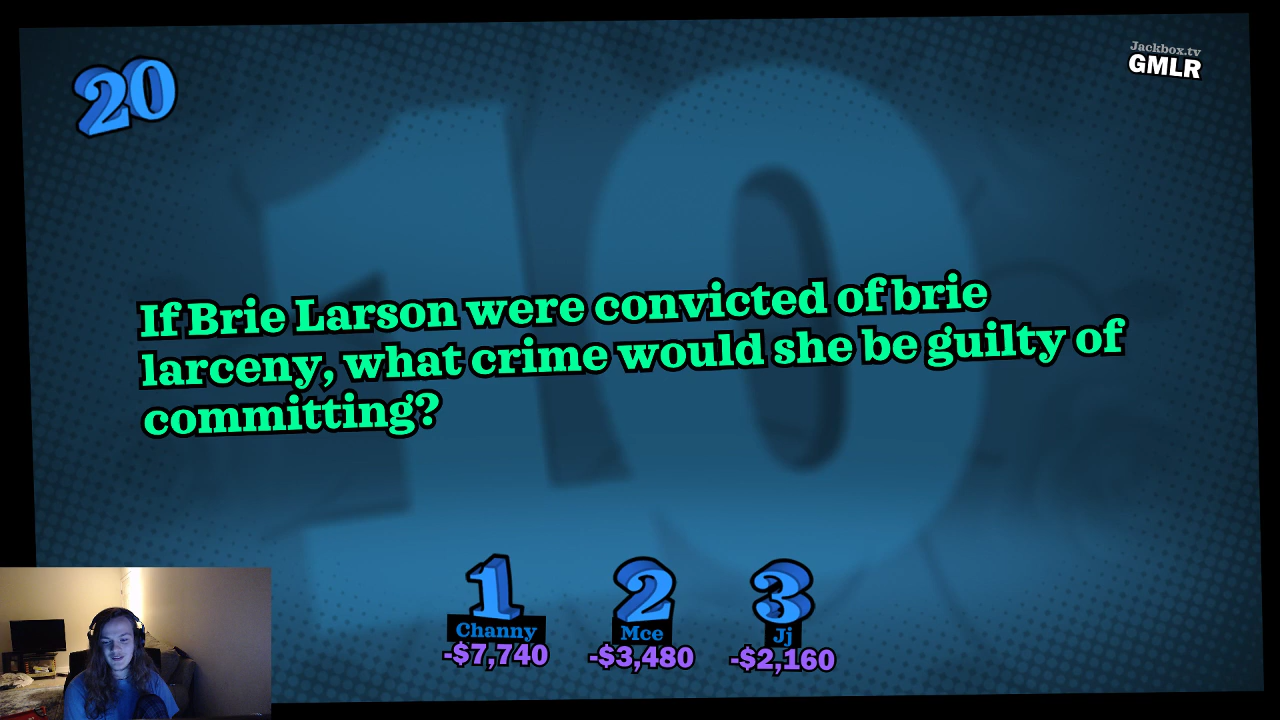 20
Jackbox.tv
GMLR
10
If Brie Larson were convicted of brie
larceny, what crime would she be guilty of
committing?
1
2
3
Channy
Mce
Jj
-$7,740
-$3,480
-$2,160